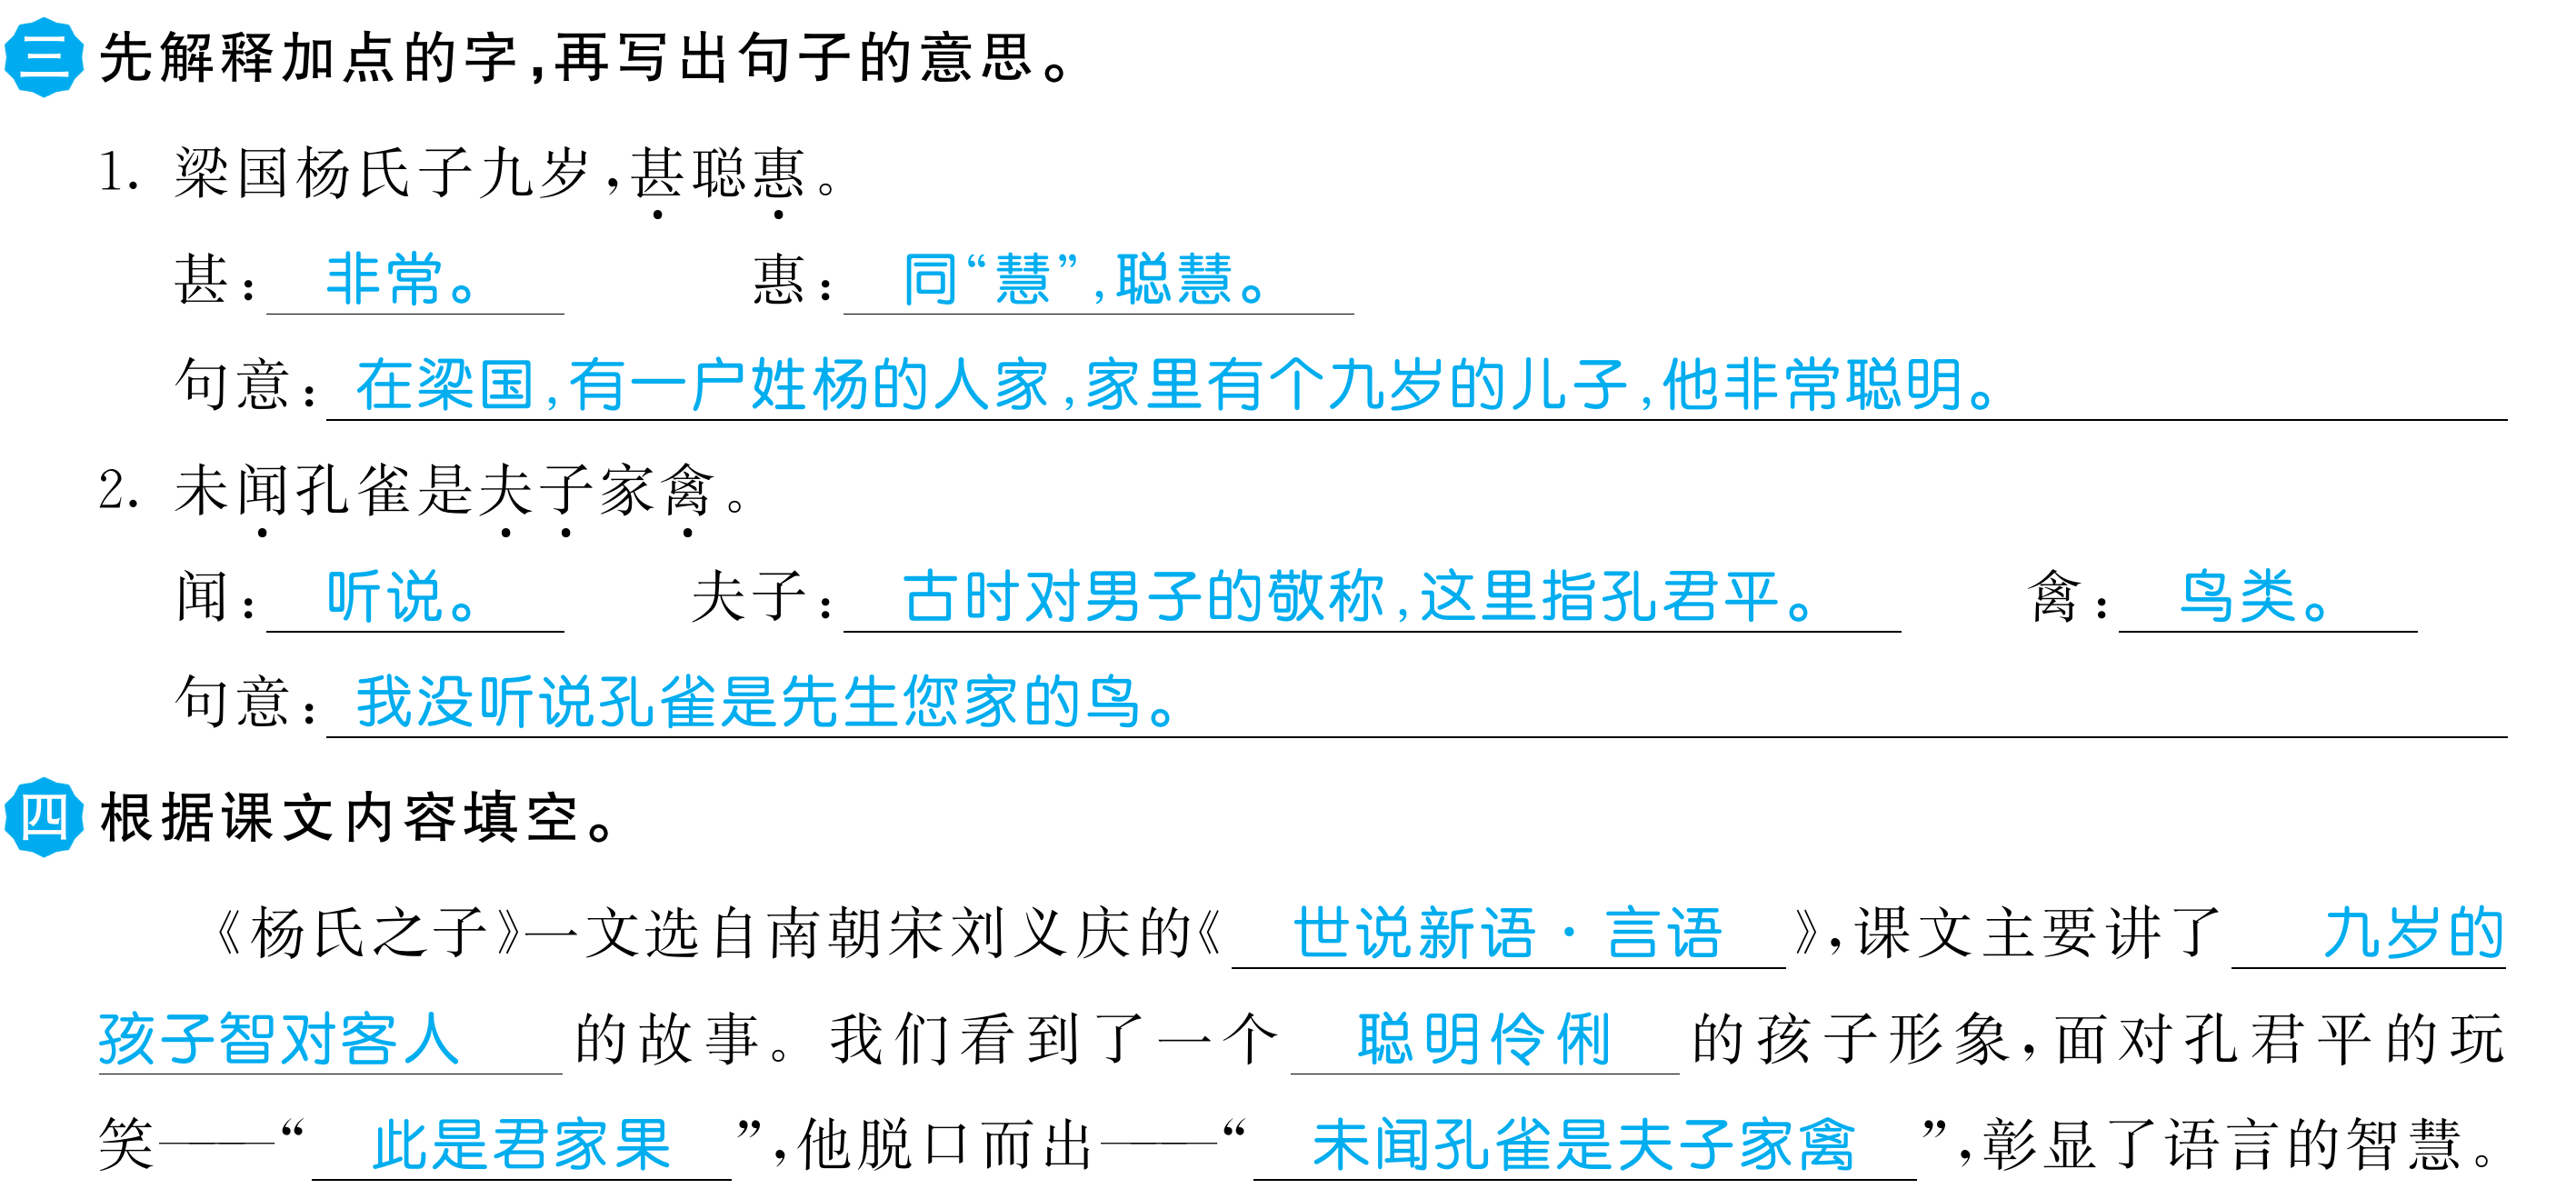 三 先解释加点的字,再写出句子的意思。
1. 梁国杨氏子九岁,甚聪惠。
甚: 非常。 惠: 同“慧”,聪慧。
句意: 在梁国,有一户姓杨的人家,家里有个九岁的儿子,他非常聪明。
2. 未闻孔雀是夫子家禽。
闻: 听说。 夫子: 古时对男子的敬称,这里指孔君平。 禽: 鸟类。
句意: 我没听说孔雀是先生您家的鸟。
四 根据课文内容填空。
《杨氏之子》一文选自南朝宋刘义庆的《 世说新语·言语 》,课文主要讲了 九岁的
孩子智对客人 的故事。我们看到了一个 聪明伶俐 的孩子形象,面对孔君平的玩
笑——“ 此是君家果 ”,他脱口而出——“ 未闻孔雀是夫子家禽 ”,彰显了语言的智慧。